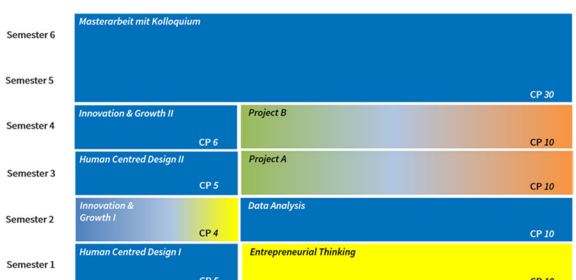 Masterarbeit mit Kolloquium
Semester 6
Semester 5
CP 30
Innovation & Growth II
Project B
Semester 4
CP 6
CP 10
Human Centred Design II
Project A
Semester 3
CP 5
CP 10
Innovation &
Growth I
Data Analysis
Semester 2
CP 4
CP 10
Human Centred Design I
Entrepreneurial Thinking
Semester 1